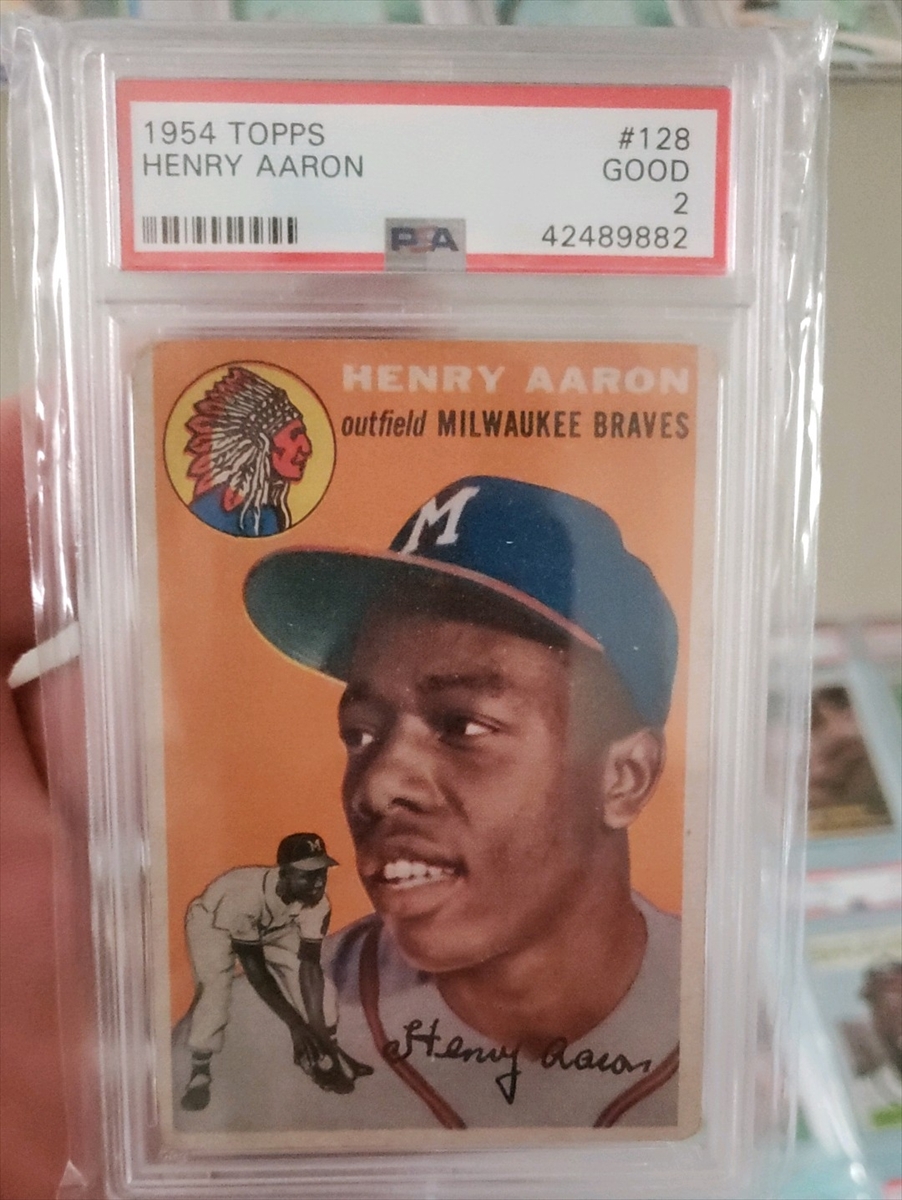 1954 TOPPS
HENRY AARON
#128
GOOD
2
42489882
PSA
HENRY AARON
outfield MILWAUKEE BRAVES
M
M
Henry Aaron